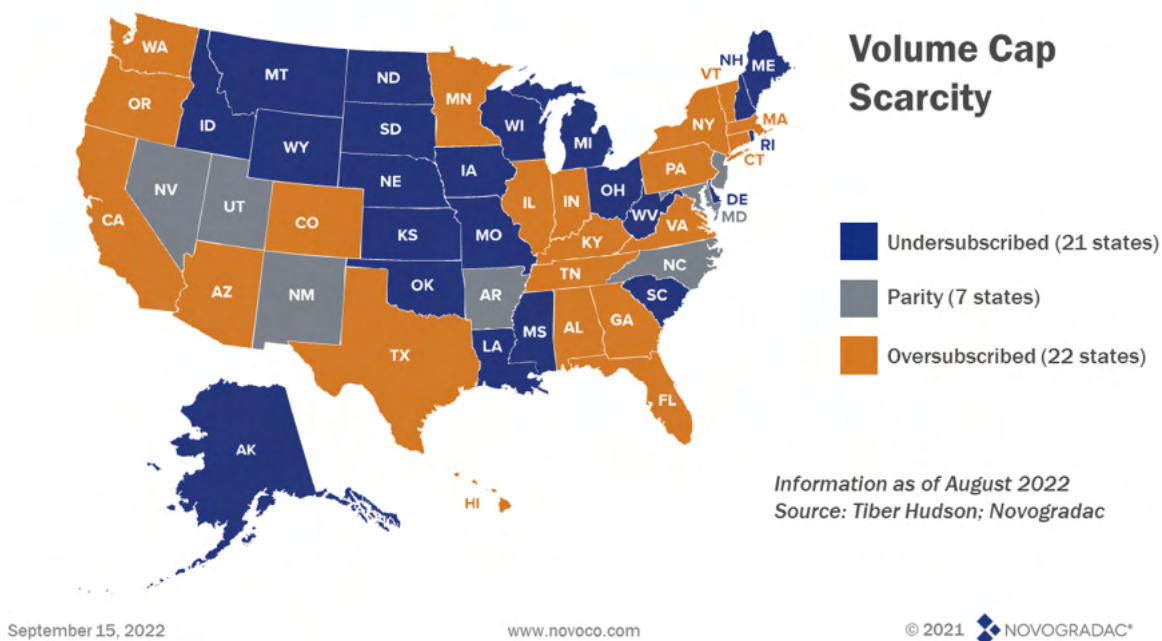 Volume Cap
Scarcity
WA
MT
ND
MN
OR
ID
SD
WI
MI
NY
VT
NH
ME
MA
RI
CT
WY
NE
IA
PA
NV
UT
CO
KS
MO
IL
IN
OH
WV
VA
DE
MD
CA
AZ
NM
OK
AR
KY
TN
NC
SC
TX
LA
MS
AL
GA
FL
AK
HI
Undersubscribed (21 states)
Parity (7 states)
Oversubscribed (22 states)
Information as of August 2022
Source: Tiber Hudson; Novogradac
September 15, 2022
www.novoco.com
© 2021 NOVOGRADAC®